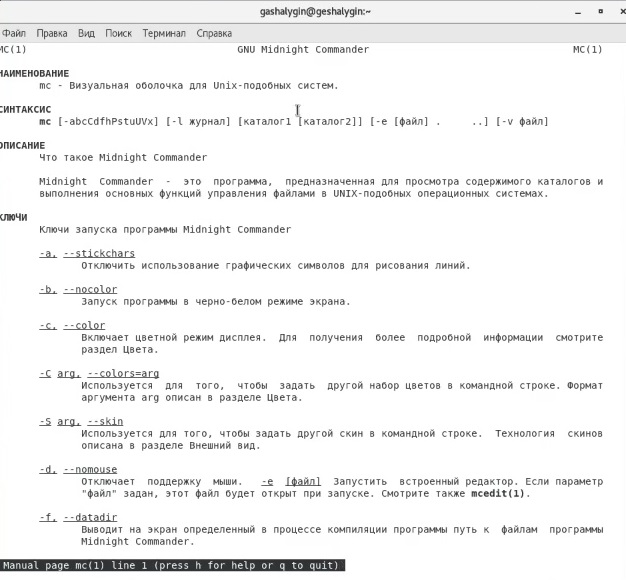 gashalygin@geshalygin:~
Файл Правка Вид Поиск Терминал Справка
MC(1) GNU Midnight Commander MC(1)
НАИМЕНОВАНИЕ
mc - Визуальная оболочка для Unix-подобных систем.
СИНТАКСИС
mc [-abcCdfhPstuUVx] [-l журнал] [каталог1 [каталог2]] [-e [файл] . ..] [-v файл]
ОПИСАНИЕ
Что такое Midnight Commander
Midnight Commander - это программа, предназначенная для просмотра содержимого каталогов и
выполнения основных функций управления файлами в UNIX-подобных операционных системах.
КЛЮЧИ
Ключи запуска программы Midnight Commander
-a, --stickchars
Отключить использование графических символов для рисования линий.
-b, --nocolor
Запуск программы в черно-белом режиме экрана.
-c, --color
Включает цветной режим дисплея. Для получения более подробной информации смотрите
раздел Цвета.
-C arg, --colors=arg
Используется для того, чтобы задать другой набор цветов в командной строке. Формат
аргумента arg описан в разделе Цвета.
-S arg, --skin
Используется для того, чтобы задать другой скин в командной строке. Технология скинов
описана в разделе Внешний вид.
-d, --nomouse
Отключает поддержку мыши. -e [файл] Запустить встроенный редактор. Если параметр
"файл" задан, этот файл будет открыт при запуске. Смотрите также mcedit(1).
-f, --datadir
Выводит на экран определенный в процессе компиляции программы путь к файлам программы
Midnight Commander.
Manual page mc(1) line 1 (press h for help or q to quit)